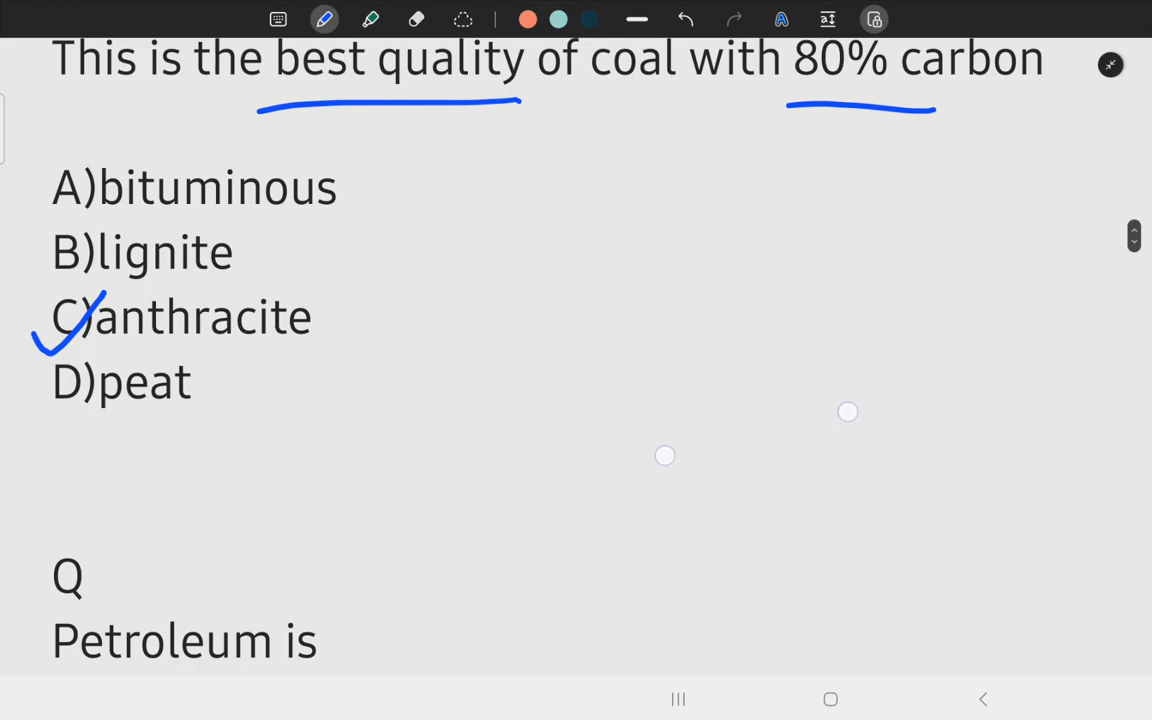 This is the best quality of coal with 80% carbon
A)bituminous
B)lignite
C)anthracite
D)peat
Q
Petroleum is